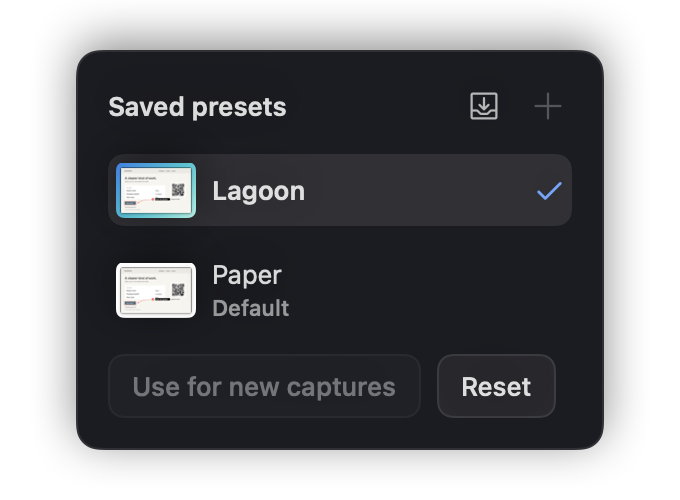 Saved presets
Lagoon
Paper
Default
Use for new captures
Reset